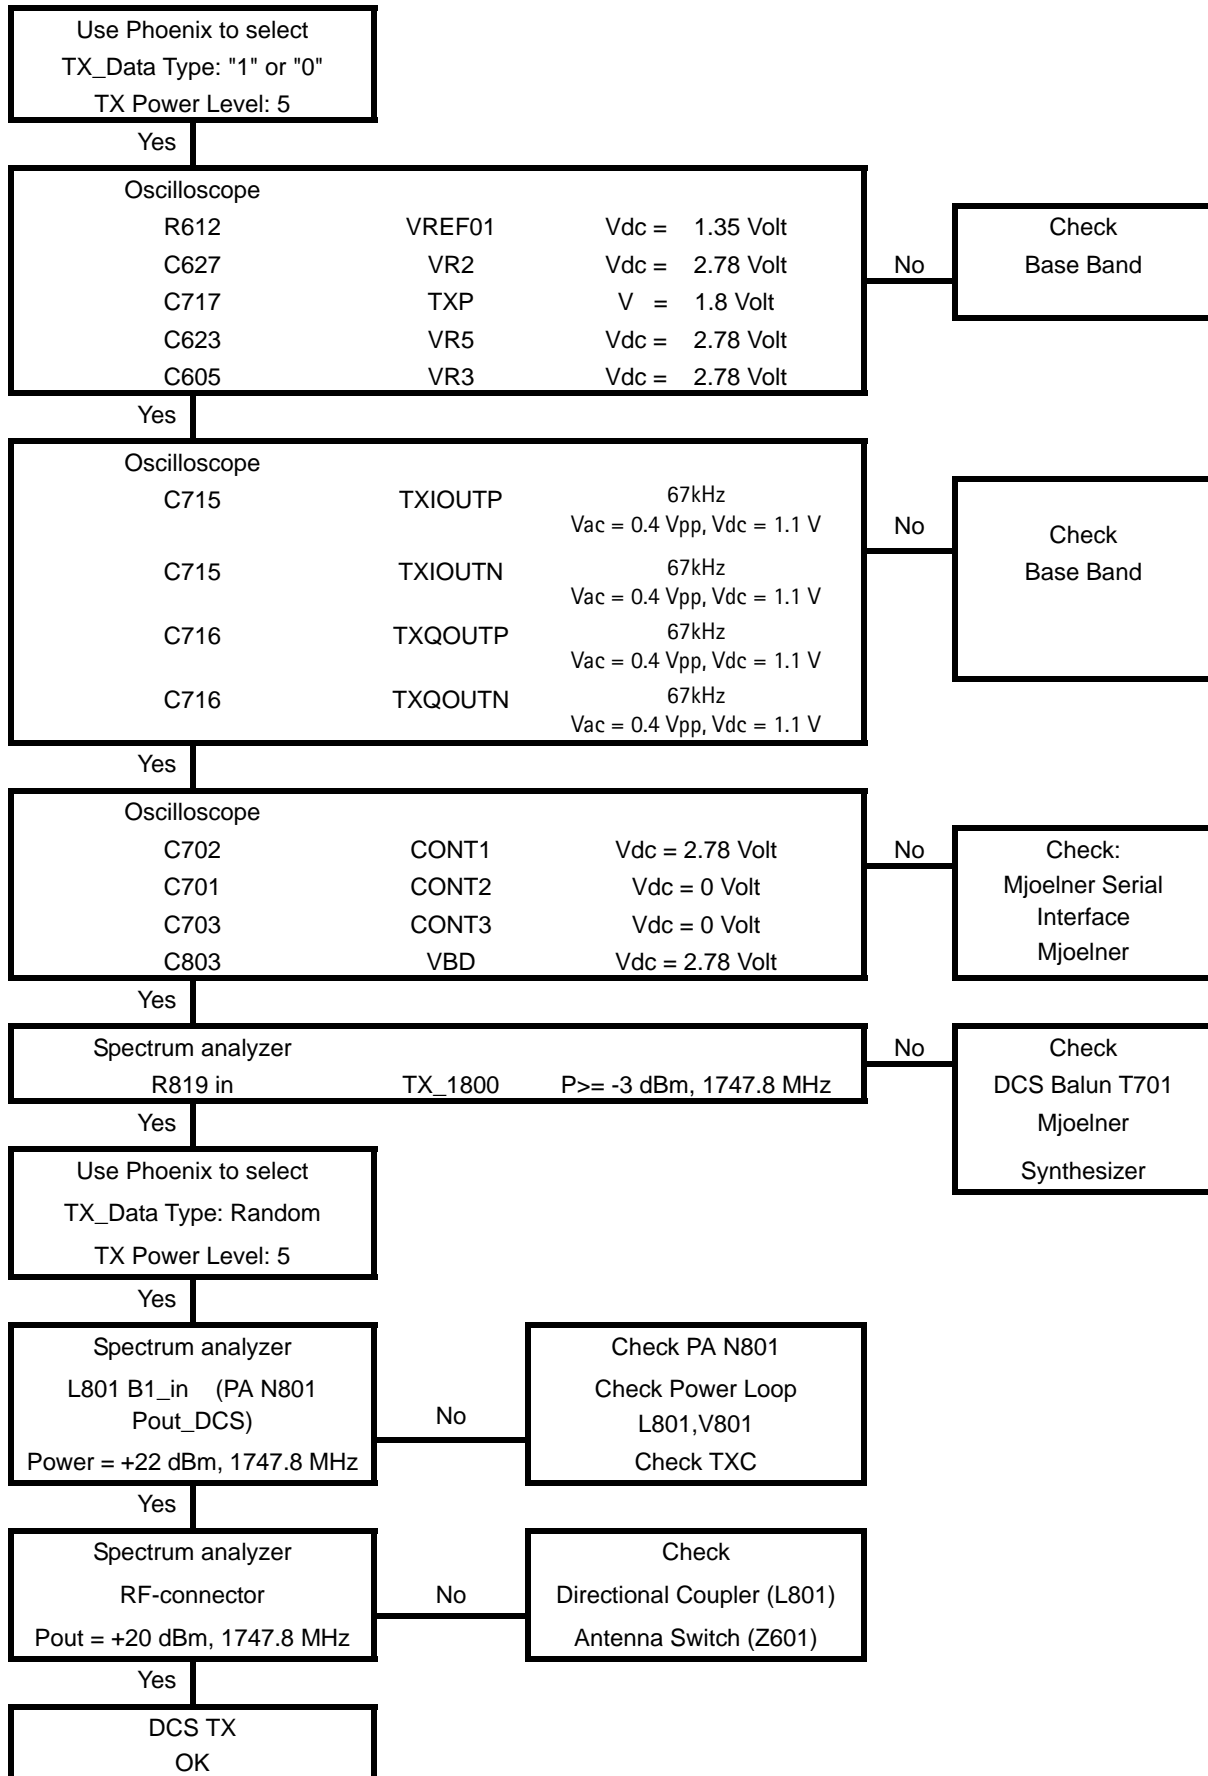 Use Phoenix to select
TX_Data Type: "1" or "0"
TX Power Level: 5
Yes
Oscilloscope
R612 VREF01 Vdc = 1.35 Volt
C627 VR2 Vdc = 2.78 Volt
C717 TXP V = 1.8 Volt
C623 VR5 Vdc = 2.78 Volt
C605 VR3 Vdc = 2.78 Volt
No
Check
Base Band
Yes
Oscilloscope
C715 TXIOUTP 67kHz
Vac = 0.4 Vpp, Vdc = 1.1 V
C715 TXIOUTN 67kHz
Vac = 0.4 Vpp, Vdc = 1.1 V
C716 TXQOUTP 67kHz
Vac = 0.4 Vpp, Vdc = 1.1 V
C716 TXQOUTN 67kHz
Vac = 0.4 Vpp, Vdc = 1.1 V
No
Check
Base Band
Yes
Oscilloscope
C702 CONT1 Vdc = 2.78 Volt
C701 CONT2 Vdc = 0 Volt
C703 CONT3 Vdc = 0 Volt
C803 VBD Vdc = 2.78 Volt
No
Check:
Mjoelner Serial
Interface
Mjoelner
Yes
Spectrum analyzer
R819 in TX_1800 P>= -3 dBm, 1747.8 MHz
No
Check
DCS Balun T701
Mjoelner
Synthesizer
Yes
Use Phoenix to select
TX_Data Type: Random
TX Power Level: 5
Yes
Spectrum analyzer
L801 B1_in (PA N801
Pout_DCS)
Power = +22 dBm, 1747.8 MHz
No
Check PA N801
Check Power Loop
L801,V801
Check TXC
Yes
Spectrum analyzer
RF-connector
Pout = +20 dBm, 1747.8 MHz
No
Check
Directional Coupler (L801)
Antenna Switch (Z601)
Yes
DCS TX
OK